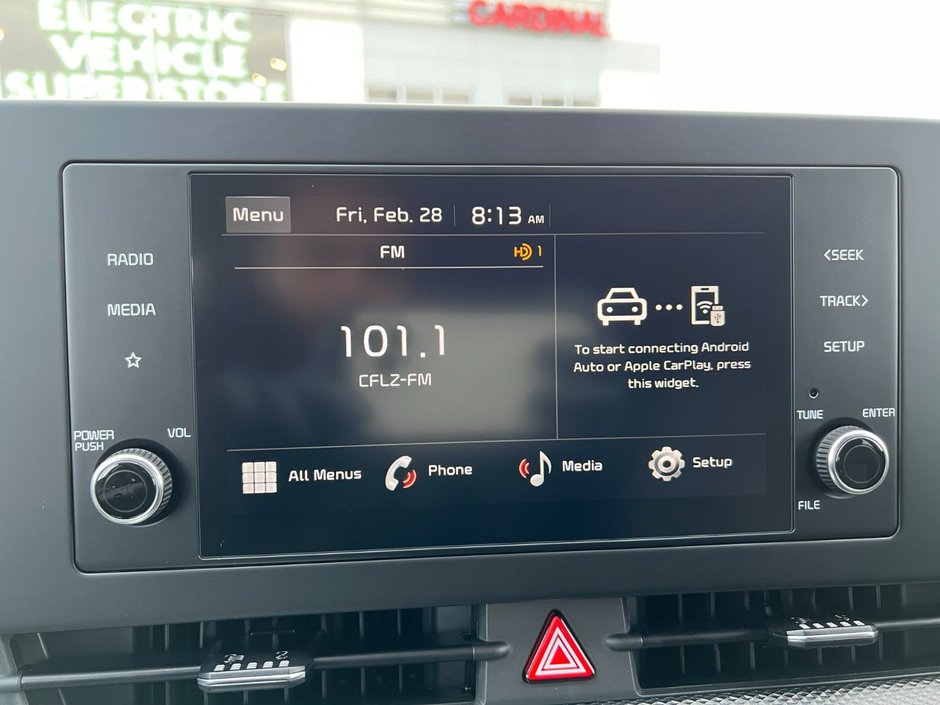 ELECTRIC
VEHICLE
SUPERSTORE
CARDINAL
Menu
Fri, Feb. 28
8:13 AM
FM
HD 1
101.1
CFLZ-FM
To start connecting Android
Auto or Apple CarPlay, press
this widget.
All Menus
Phone
Media
Setup
RADIO
MEDIA
POWER
PUSH
VOL
<SEEK
TRACK>
SETUP
TUNE
ENTER
FILE